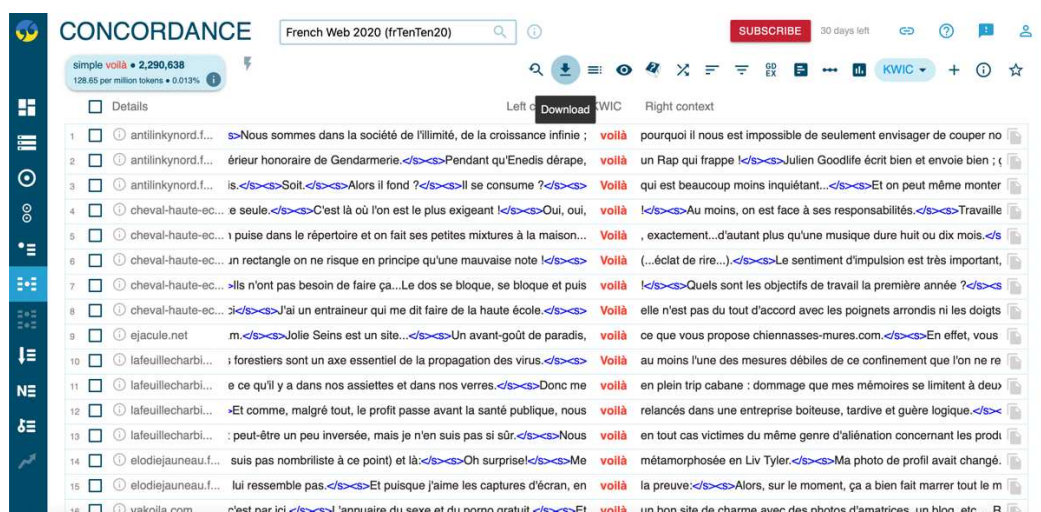 CONCORDANCE French Web 2020 (frTenTen20) SUBSCRIBE 30 days left
simple voilà • 2,290,638
128.65 per million tokens • 0.013%
GD EX KWIC
Download
Details Left c KWIC Right context
1 antilinkynord.f... s>Nous sommes dans la société de l'illimité, de la croissance infinie ; voilà pourquoi il nous est impossible de seulement envisager de couper no
2 antilinkynord.f... érieur honoraire de Gendarmerie.</s><s>Pendant qu'Enedis dérape, voilà un Rap qui frappe !</s><s>Julien Goodlife écrit bien et envoie bien ;
3 antilinkynord.f... is.</s><s>Soit.</s><s>Alors il fond ?</s><s>Il se consume ?</s><s> Voilà qui est beaucoup moins inquiétant...</s><s>Et on peut même monter
4 cheval-haute-ec... e seule.</s><s>C'est là où l'on est le plus exigeant !</s><s>Oui, oui, voilà !</s><s>Au moins, on est face à ses responsabilités.</s><s>Travaille
5 cheval-haute-ec... puise dans le répertoire et on fait ses petites mixtures à la maison... Voilà , exactement...d'autant plus qu'une musique dure huit ou dix mois.</s
6 cheval-haute-ec... un rectangle on ne risque en principe qu'une mauvaise note !</s><s> Voilà (...éclat de rire...).</s><s>Le sentiment d'impulsion est très important,
7 cheval-haute-ec... >Ils n'ont pas besoin de faire ça...Le dos se bloque, se bloque et puis voilà !</s><s>Quels sont les objectifs de travail la première année ?</s><s
8 cheval-haute-ec... ci</s><s>J'ai un entraineur qui me dit faire de la haute école.</s><s> Voilà elle n'est pas du tout d'accord avec les poignets arrondis ni les doigts
9 ejacule.net m.</s><s>Jolie Seins est un site...</s><s>Un avant-goût de paradis, voilà ce que vous propose chiennasses-mures.com.</s><s>En effet, vous
10 lafeuillecharbi... forestiers sont un axe essentiel de la propagation des virus.</s><s> Voilà au moins l'une des mesures débiles de ce confinement que l'on ne re
11 lafeuillecharbi... e ce qu'il y a dans nos assiettes et dans nos verres.</s><s>Donc me voilà en plein trip cabane : dommage que mes mémoires se limitent à deux
12 lafeuillecharbi... >Et comme, malgré tout, le profit passe avant la santé publique, nous voilà relancés dans une entreprise boiteuse, tardive et guère logique.</s><
13 lafeuillecharbi... peut-être un peu inversée, mais je n'en suis pas si sûr.</s><s>Nous voilà en tout cas victimes du même genre d'aliénation concernant les produ
14 elodiejauneau.f... suis pas nombriliste à ce point) et là:</s><s>Oh surprise!</s><s>Me voilà métamorphosée en Liv Tyler.</s><s>Ma photo de profil avait changé.
15 elodiejauneau.f... lui ressemble pas.</s><s>Et puisque j'aime les captures d'écran, en voilà la preuve:</s><s>Alors, sur le moment, ça a bien fait marrer tout le m